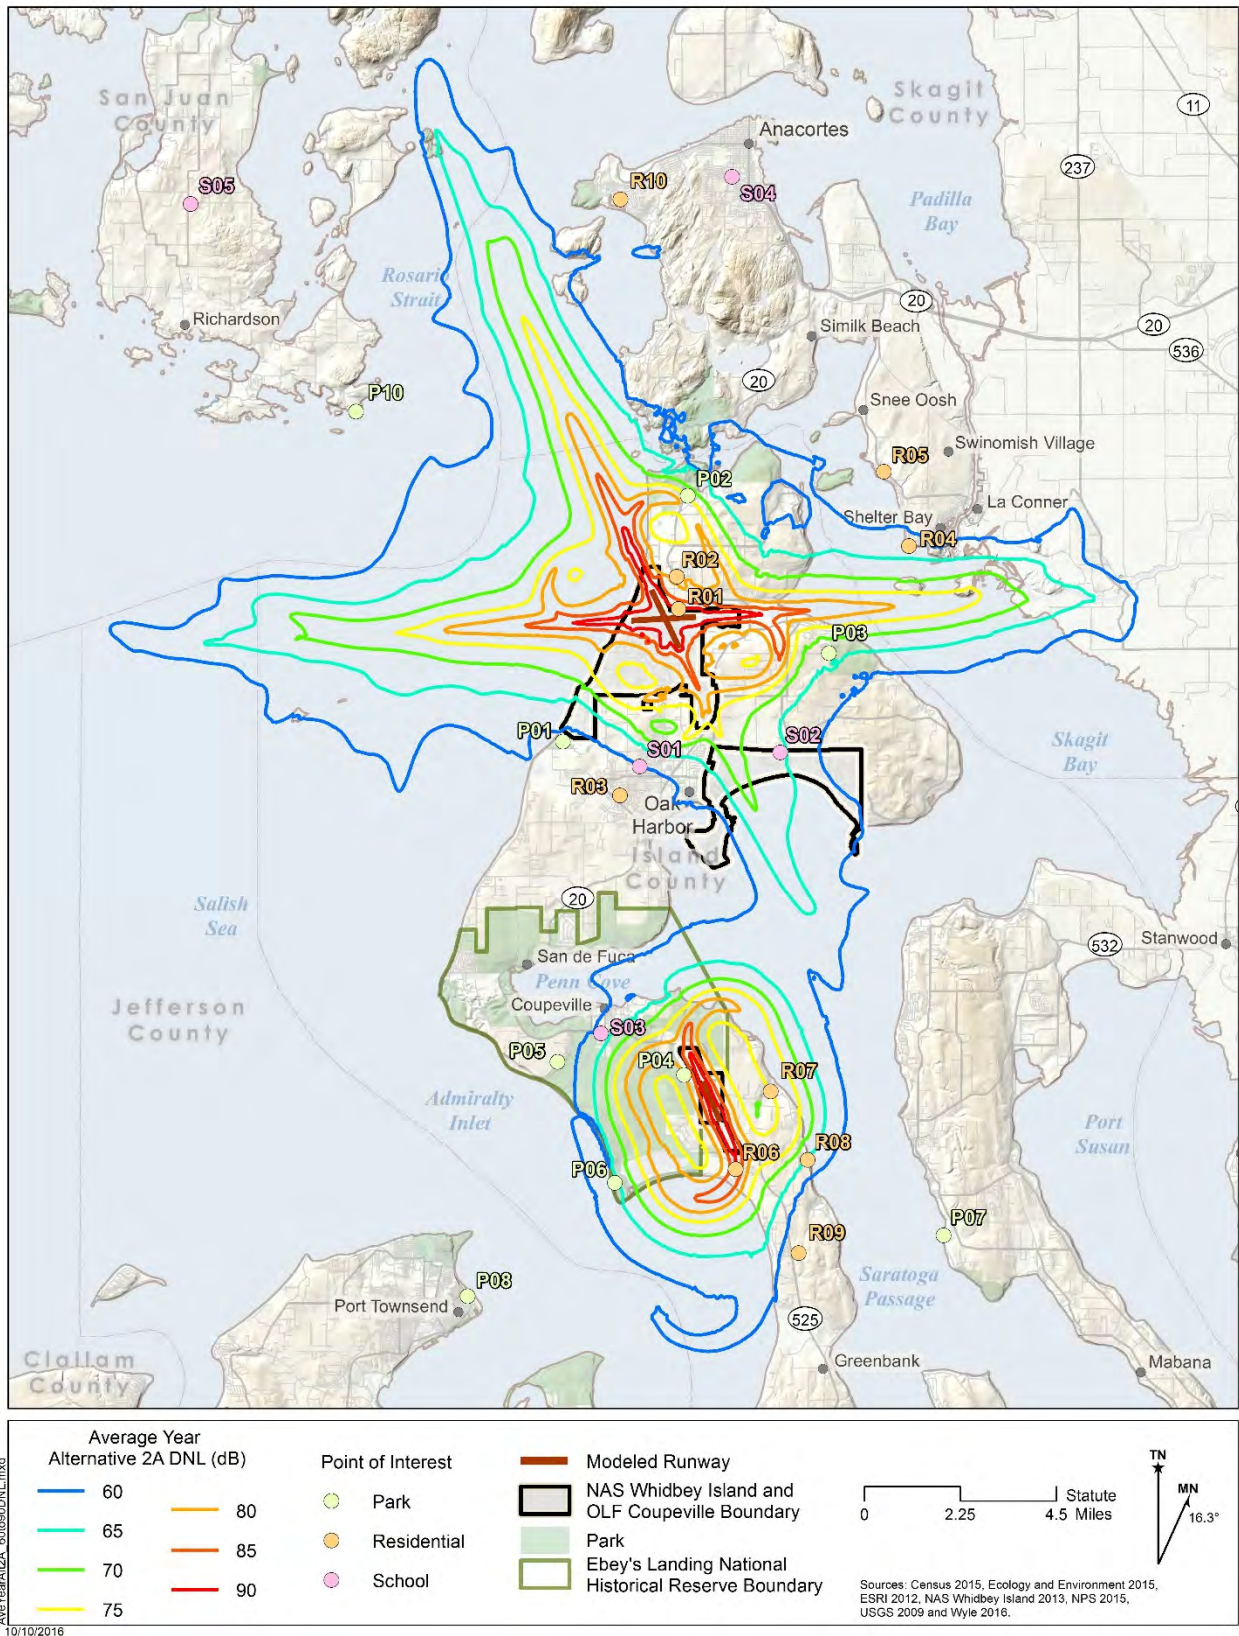 San Juan
County
Skagit
County
11
Anacortes
237
S05
R10
S04
Padilla
Bay
Rosario
Strait
20
Richardson
Similk Beach
20
536
20
P10
Snee Oosh
Swinomish Village
R05
P02
La Conner
Shelter Bay
R04
R02
R01
P03
P01
S01
S02
Skagit
Bay
R03
Oak
Harbor
Island
County
Salish
Sea
20
532
Stanwood
San de Fuca
Penn Cove
Jefferson
County
Coupeville
S03
P05
P04
R07
Admiralty
Inlet
Port
Susan
R08
R06
P06
P07
R09
Saratoga
Passage
P08
Port Townsend
525
Clallam
County
Greenbank
Mabana
Average Year
Alternative 2A DNL (dB)
60
65
70
75
80
85
90
Point of Interest
Park
Residential
School
Modeled Runway
NAS Whidbey Island and
OLF Coupeville Boundary
Park
Ebey's Landing National
Historical Reserve Boundary
0 2.25 4.5
Statute
Miles
TN
MN
16.3°
Sources: Census 2015, Ecology and Environment 2015,
ESRI 2012, NAS Whidbey Island 2013, NPS 2015,
USGS 2009 and Wyle 2016.
10/10/2016